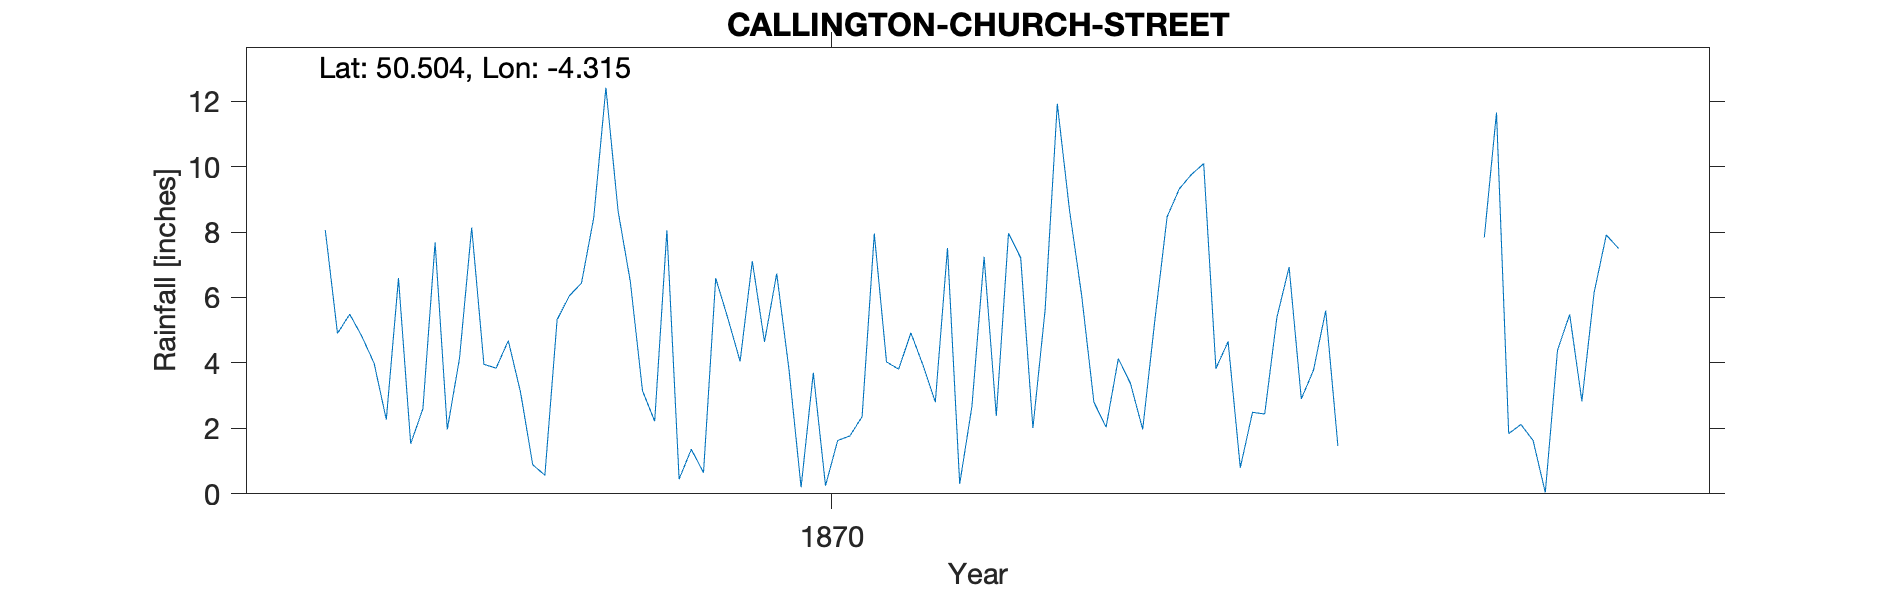 CALLINGTON-CHURCH-STREET
Lat: 50.504, Lon: -4.315
12
10
8
6
4
2
0
Rainfall [inches]
1870
Year